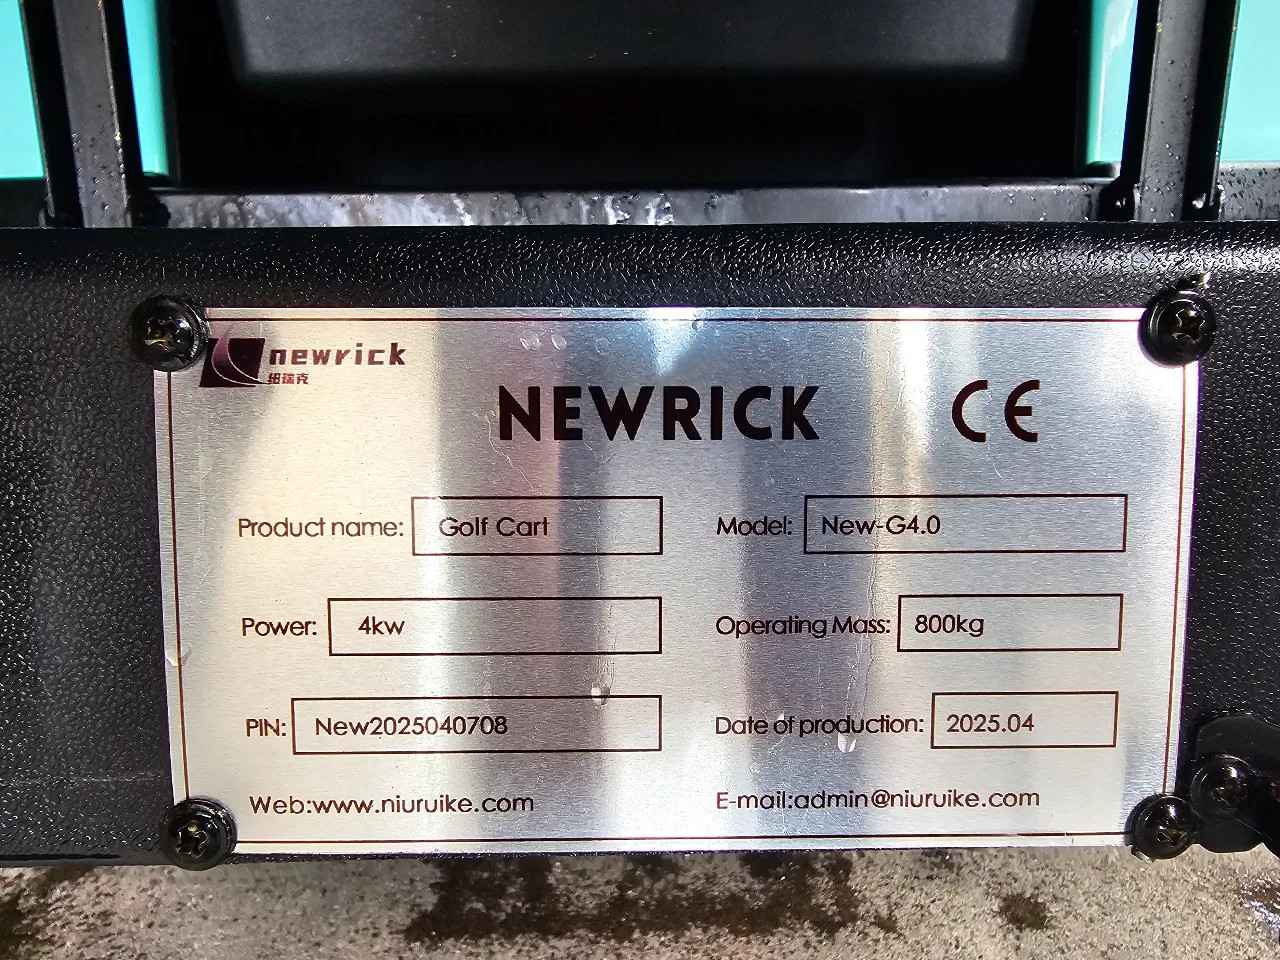 newrick
纽瑞克
NEWRICK
CE
Product name: Golf Cart
Model: New-G4.0
Power: 4kw
Operating Mass: 800kg
PIN: New2025040708
Date of production: 2025.04
Web:www.niuruike.com
E-mail:admin@niuruike.com